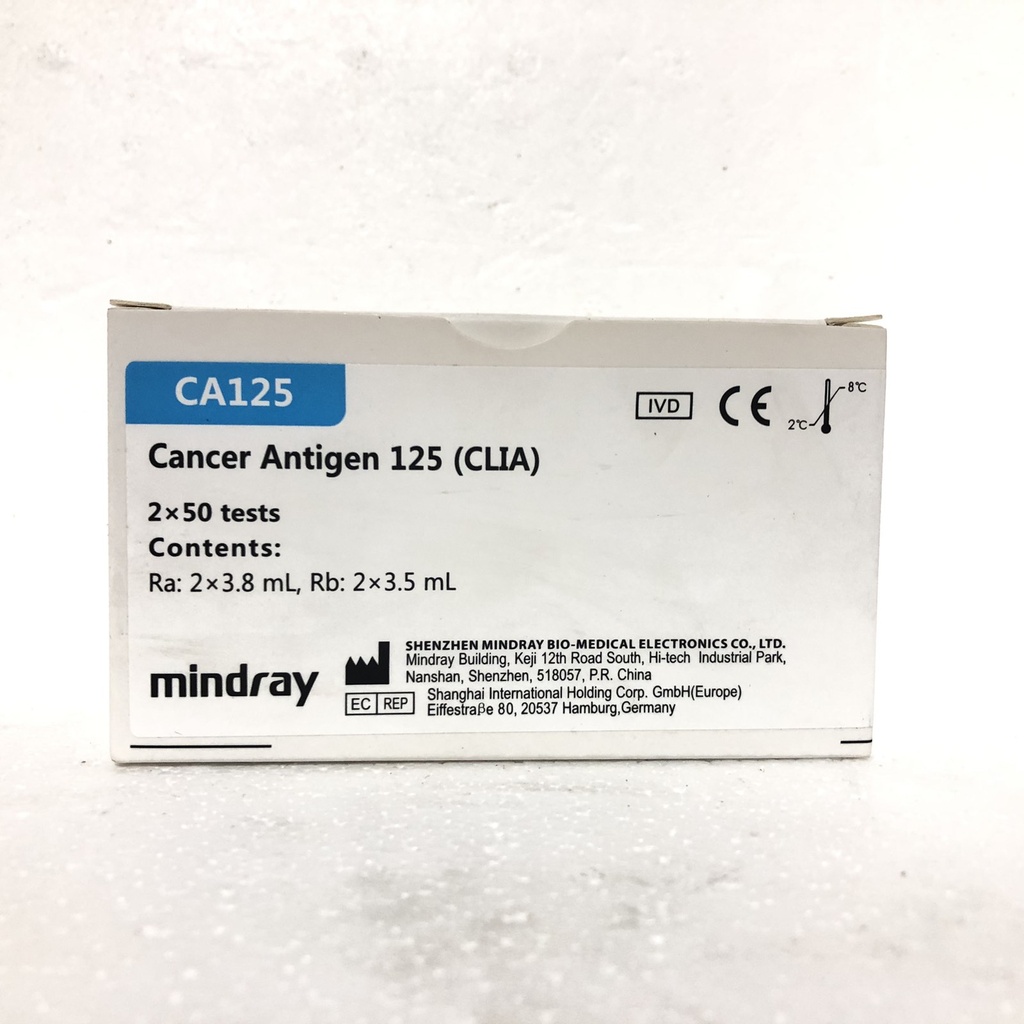 CA125
IVD CE 8℃
2℃
Cancer Antigen 125 (CLIA)
2×50 tests
Contents:
Ra: 2×3.8 mL, Rb: 2×3.5 mL
mindray
SHENZHEN MINDRAY BIO-MEDICAL ELECTRONICS CO., LTD.
Mindray Building, Keji 12th Road South, Hi-tech Industrial Park,
Nanshan, Shenzhen, 518057, P.R. China
EC REP
Shanghai International Holding Corp. GmbH(Europe)
Eiffestraβe 80, 20537 Hamburg,Germany